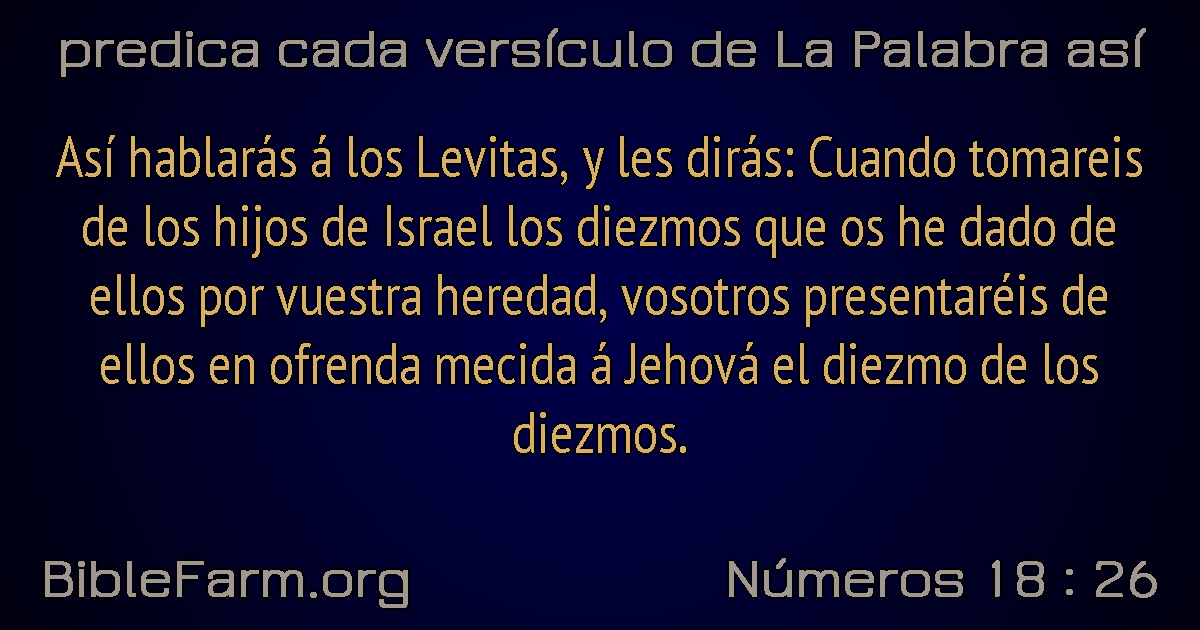 predica cada versículo de La Palabra así
Así hablarás á los Levitas, y les dirás: Cuando tomareis
de los hijos de Israel los diezmos que os he dado de
ellos por vuestra heredad, vosotros presentaréis de
ellos en ofrenda mecida á Jehová el diezmo de los
diezmos.
BibleFarm.org
Números 18 : 26